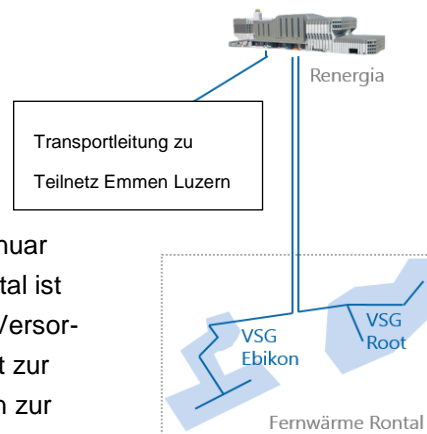 Renergia
Transportleitung zu
Teilnetz Emmen Luzern
nuar
tal ist
Versor-
t zur
n zur
VSG
Ebikon
VSG
Root
Fernwärme Rontal